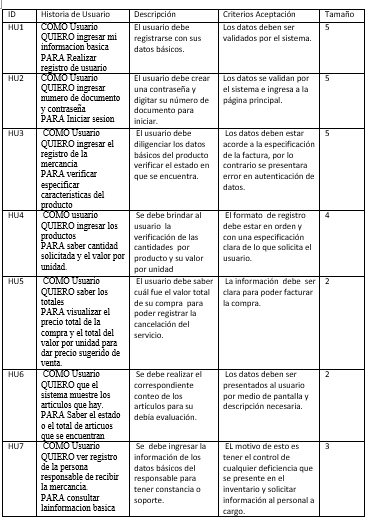 ID Historia de Usuario Descripción Criterios Aceptación Tamaño
HU1
COMO Usuario
QUIERO ingresar mi
informacion basica
PARA Realizar
registro de usuario
El usuario debe
registrarse con sus
datos básicos.
Los datos deben ser
validados por el sistema.
5
HU2
COMO Usuario
QUIERO ingresar
numero de documento
y contraseña
PARA Iniciar sesion
El usuario debe crear
una contraseña y
digitar su número de
documento para
iniciar.
Los datos se validan por
el sistema e ingresa a la
página principal.
5
HU3
COMO Usuario
QUIERO ingresar el
registro de la
mercancia
PARA verificar
especificar
caracteristicas del
producto
El usuario debe
diligenciar los datos
básicos del producto
verificar el estado en
que se encuentra.
Los datos deben estar
acorde a la especificación
de la factura, por lo
contrario se presentara
error en autenticación de
datos.
5
HU4
COMO usuario
QUIERO ingresar los
productos
PARA saber cantidad
solicitada y el valor por
unidad.
Se debe brindar al
usuario la
verificación de las
cantidades por
producto y su valor
por unidad
El formato de registro
debe estar en orden y
con una especificación
clara de lo que solicita el
usuario.
4
HU5
COMO Usuario
QUIERO saber los
totales
PARA visualizar el
precio total de la
compra y el total del
valor por unidad para
dar precio sugerido de
venta.
El usuario debe saber
cuál fue el valor total
de su compra para
poder registrar la
cancelación del
servicio.
La información debe ser
clara para poder facturar
la compra.
2
HU6
COMO Usuario
QUIERO que el
sistema muestre los
articulos que hay.
PARA Saber el estado
o el total de articuos
que se encuentran
Se debe realizar el
correspondiente
conteo de los
artículos para su
debía evaluación.
Los datos deben ser
presentados al usuario
por medio de pantalla y
descripción necesaria.
2
HU7
COMO Usuario
QUIERO ver registro
de la persona
responsable de recibir
la mercancia.
PARA consultar
lainformacion basica
Se debe ingresar la
información de los
datos básicos del
responsable para
tener constancia o
soporte.
EL motivo de esto es
tener el control de
cualquier deficiencia que
se presente en el
inventario y solicitar
información al personal a
cargo.
3